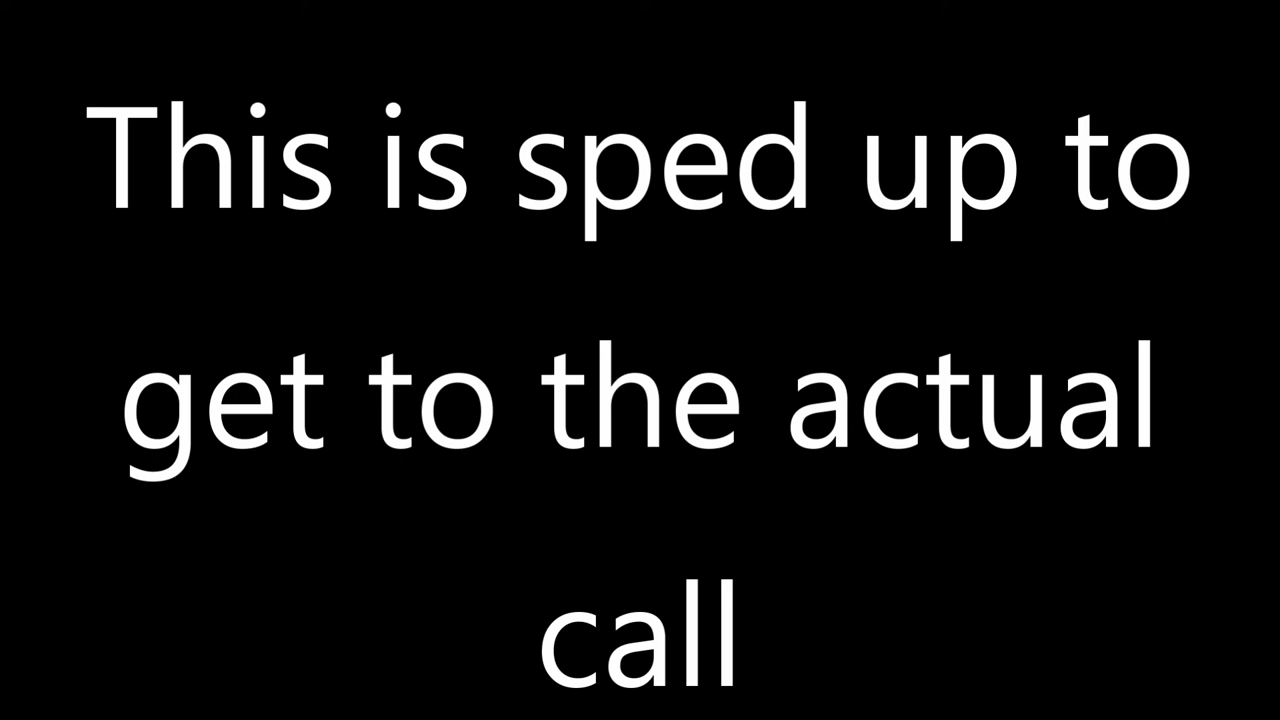 This is sped up to
get to the actual
call